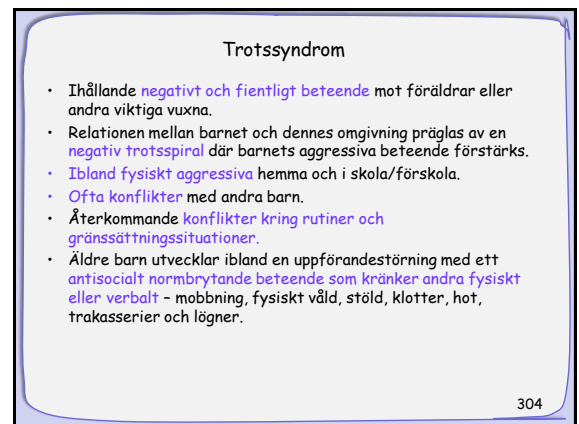 Trotssyndrom
• Ihållande negativt och fientligt beteende mot föräldrar eller
andra viktiga vuxna.
• Relationen mellan barnet och dennes omgivning präglas av en
negativ trotsspiral där barnets aggressiva beteende förstärks.
• Ibland fysiskt aggressiva hemma och i skola/förskola.
• Ofta konflikter med andra barn.
• Återkommande konflikter kring rutiner och
gränssättningssituationer.
• Äldre barn utvecklar ibland en uppförandestörning med ett
antisocialt normbrytande beteende som kränker andra fysiskt
eller verbalt – mobbning, fysiskt våld, stöld, klotter, hot,
trakasserier och lögner.
304